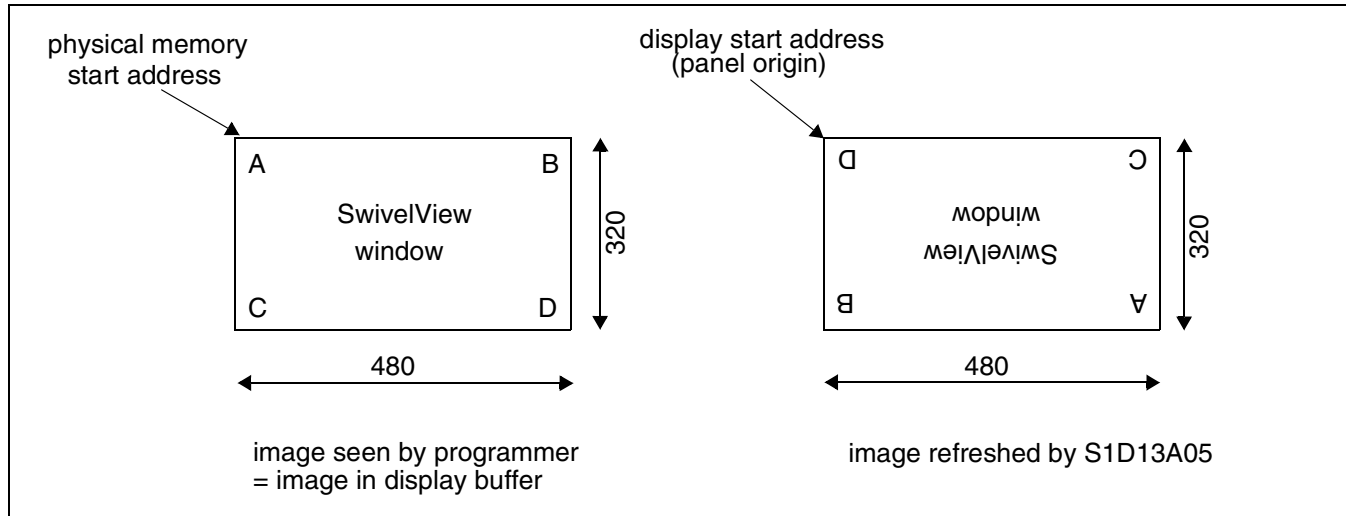 physical memory
start address
A
B
SwivelView
window
C
D
320
480
image seen by programmer
= image in display buffer
display start address
(panel origin)
D
C
window
SwivelView
B
A
320
480
image refreshed by S1D13A05